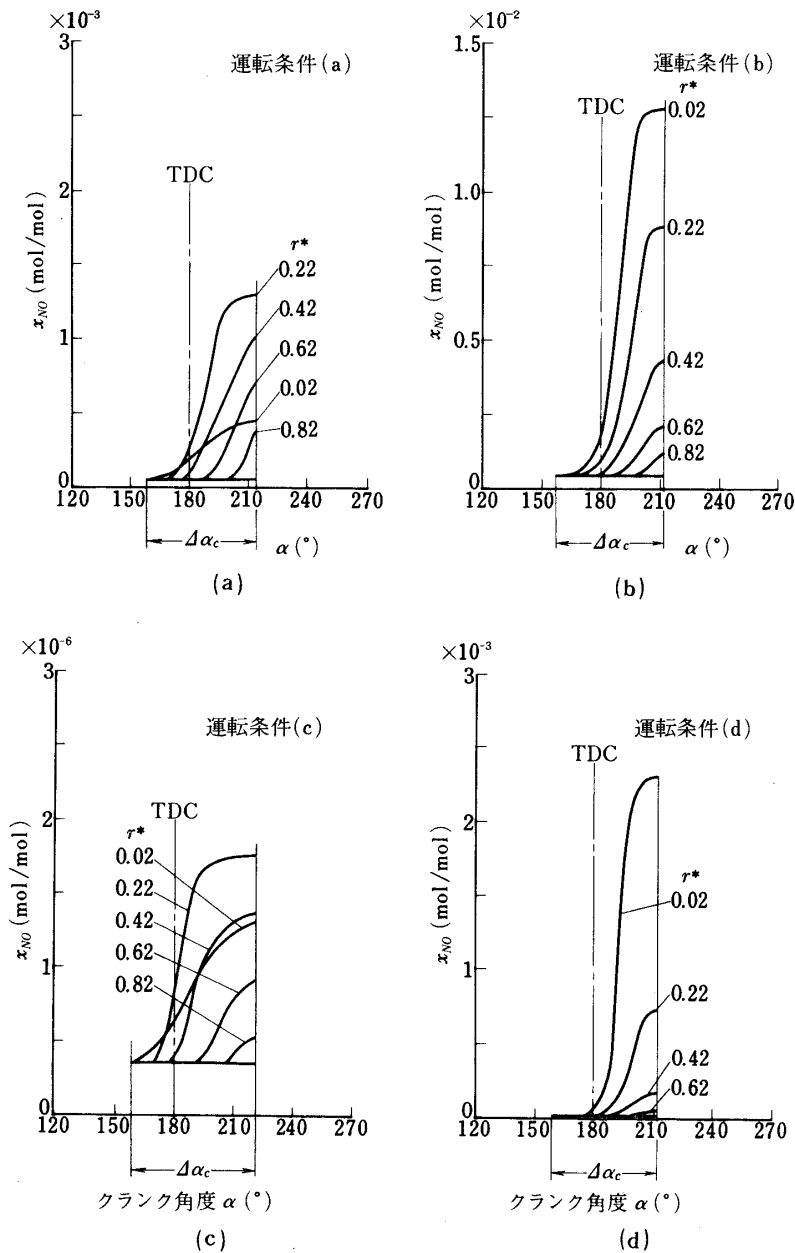 ×10⁻³
3
2
1
0
x_NO (mol/mol)
運転条件(a)
TDC
r*
0.22
0.42
0.62
0.02
0.82
120 150 180 210 240 270
Δα_c
α (°)
(a)
×10⁻²
1.5
1.0
0.5
0
x_NO (mol/mol)
運転条件(b)
TDC
r*
0.02
0.22
0.42
0.62
0.82
120 150 180 210 240 270
Δα_c
α (°)
(b)
×10⁻⁶
3
2
1
0
x_NO (mol/mol)
運転条件(c)
TDC
r*
0.02
0.22
0.42
0.62
0.82
120 150 180 210 240 270
Δα_c
クランク角度 α (°)
(c)
×10⁻³
3
2
1
0
x_NO (mol/mol)
運転条件(d)
TDC
r*
0.02
0.22
0.42
0.62
120 150 180 210 240 270
Δα_c
クランク角度 α (°)
(d)